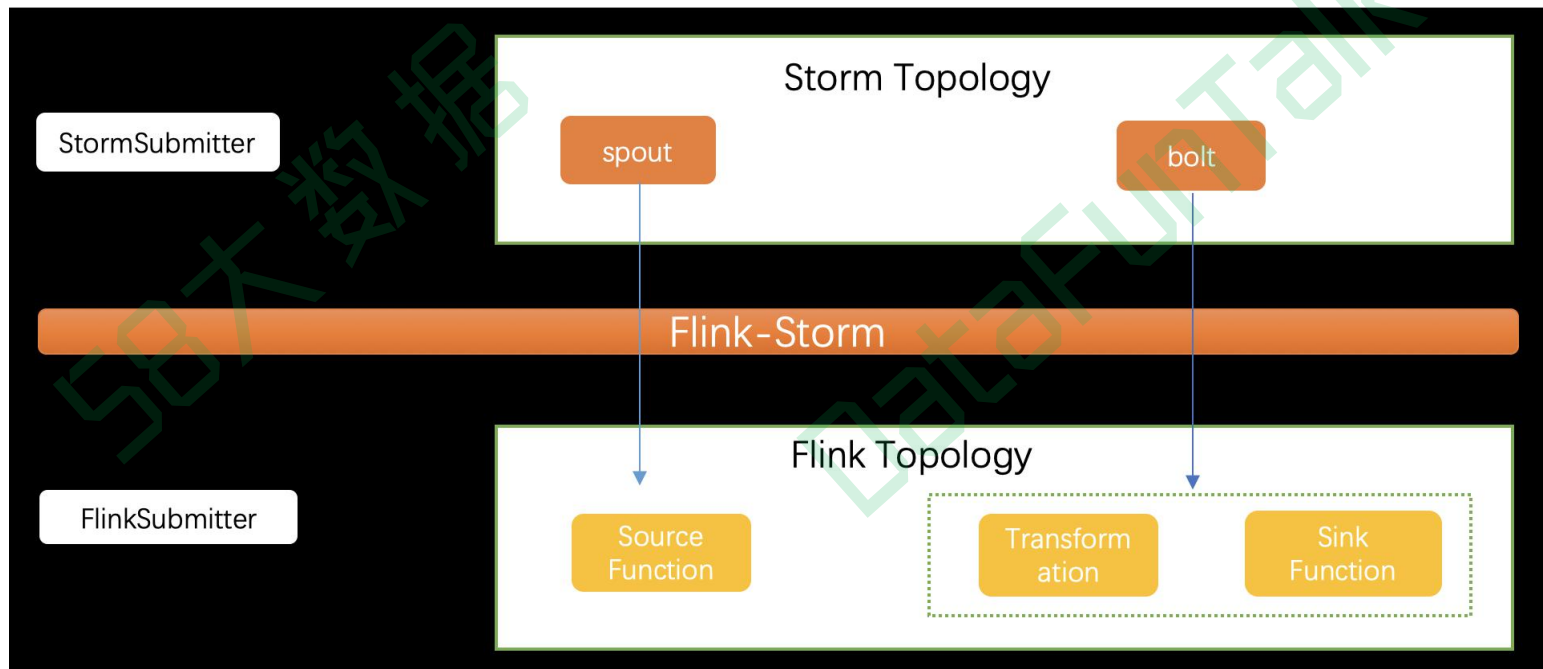 Storm Topology
StormSubmitter
spout
bolt
Flink-Storm
Flink Topology
FlinkSubmitter
Source
Function
Transform
ation
Sink
Function
58大数据
DataFunTalk